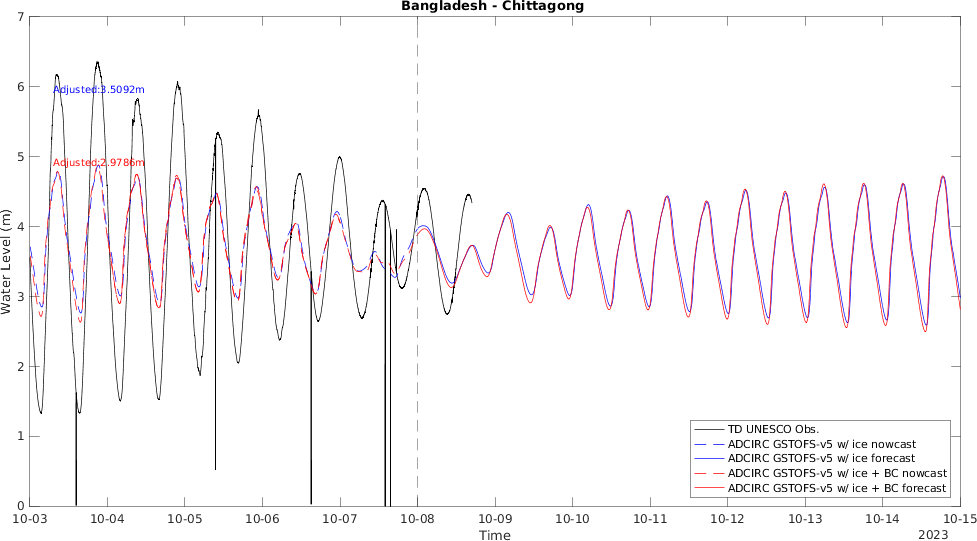 Bangladesh - Chittagong
7
6
5
4
3
2
1
0
Water Level (m)
Adjusted:3.5092m
Adjusted:2.9786m
TD UNESCO Obs.
ADCIRC GSTOFS-v5 w/ ice nowcast
ADCIRC GSTOFS-v5 w/ ice forecast
ADCIRC GSTOFS-v5 w/ ice + BC nowcast
ADCIRC GSTOFS-v5 w/ ice + BC forecast
10-03 10-04 10-05 10-06 10-07 10-08 10-09 10-10 10-11 10-12 10-13 10-14 10-15
Time
2023